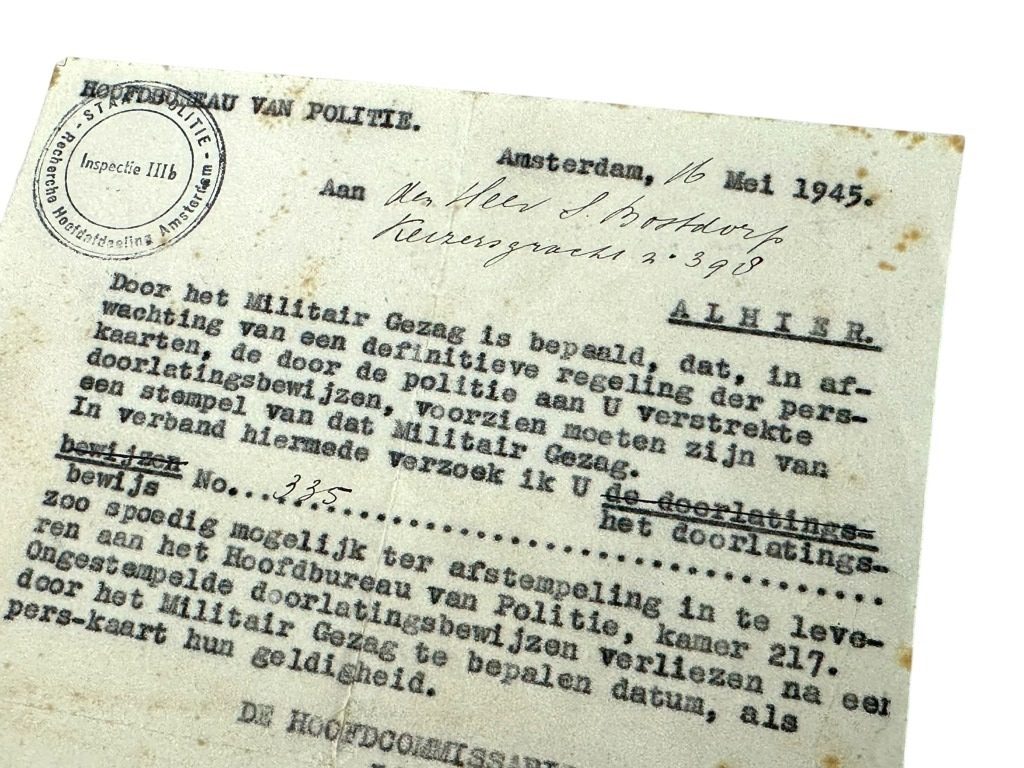 HOOFDBUREAU VAN POLITIE.
STAATSPOLITIE
Recherche Hoofdafdeeling Amsterdam
Inspectie IIIb
Amsterdam, 16 Mei 1945.
Aan den Heer S. Bostdorp
Keizersgracht n. 398
ALHIER.
Door het Militair Gezag is bepaald, dat, in af-
wachting van een definitieve regeling der pers-
kaarten, de door de politie aan U verstrekte
doorlatingsbewijzen, voorzien moeten zijn van
een stempel van dat Militair Gezag.
In verband hiermede verzoek ik U de doorlatings-
het doorlatings-
bewijzen No....335..............................
bewijs
zoo spoedig mogelijk ter afstempeling in te leve-
ren aan het Hoofdbureau van Politie, kamer 217.
Ongestempelde doorlatingsbewijzen verliezen na een
door het Militair Gezag te bepalen datum, als
pers-kaart hun geldigheid.
DE HOOFDCOMMISSARI